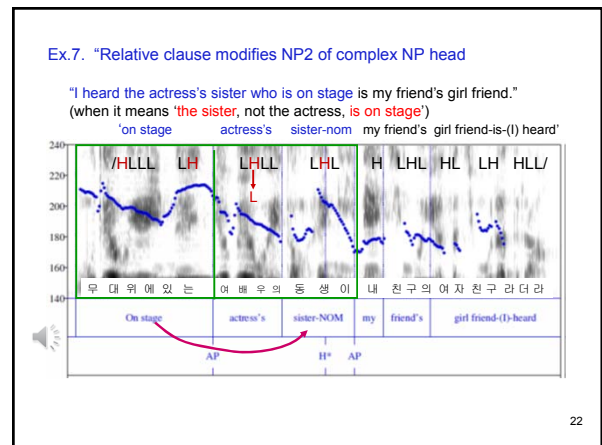 Ex.7. “Relative clause modifies NP2 of complex NP head
“I heard the actress’s sister who is on stage is my friend’s girl friend.”
(when it means ‘the sister, not the actress, is on stage’)
‘on stage actress’s sister-nom my friend’s girl friend-is-(I) heard’
240
/HLLL LH LHLL LHL H LHL HL LH HLL/
220
L
200
180
160
무 대 위 에 있 는 여 배 우 의 동 생 이 내 친 구 의 여 자 친 구 라 더 라
140
On stage actress's sister-NOM my friend's girl friend-(I)-heard
AP H* AP
22